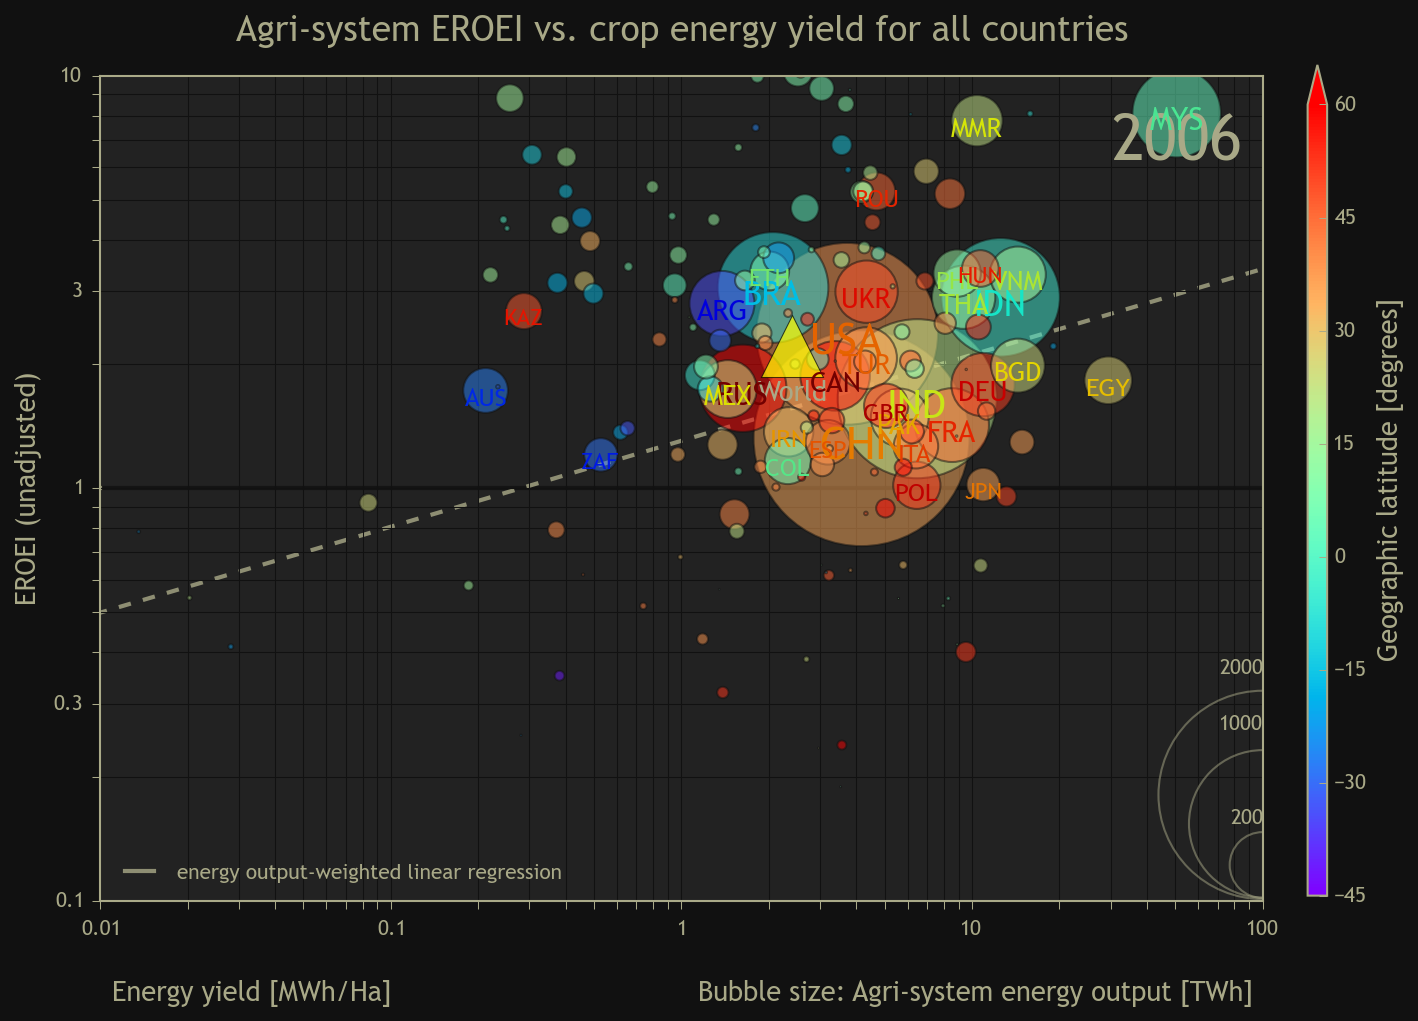 Agri-system EROEI vs. crop energy yield for all countries
10
3
1
0.3
0.1
EROEI (unadjusted)
2006
MYS
MMR
ROU
ETH
BRA
ARG
UKR
PHL
HUN
VNM
THA
IDN
KAZ
USA
TUR
CAN
World
RUS
MEX
AUS
DEU
BGD
EGY
GBR
IND
PAK
FRA
IRN
ESP
CHN
ITA
COL
ZAF
POL
JPN
2000
1000
200
energy output-weighted linear regression
0.01
0.1
1
10
100
Energy yield [MWh/Ha]
Bubble size: Agri-system energy output [TWh]
60
45
30
15
0
−15
−30
−45
Geographic latitude [degrees]